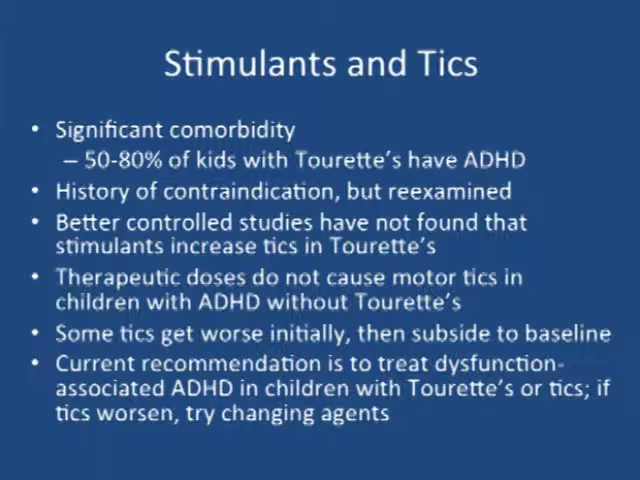 Stimulants and Tics
• Significant comorbidity
– 50-80% of kids with Tourette's have ADHD
• History of contraindication, but reexamined
• Better controlled studies have not found that
stimulants increase tics in Tourette's
• Therapeutic doses do not cause motor tics in
children with ADHD without Tourette's
• Some tics get worse initially, then subside to baseline
• Current recommendation is to treat dysfunction-
associated ADHD in children with Tourette's or tics; if
tics worsen, try changing agents